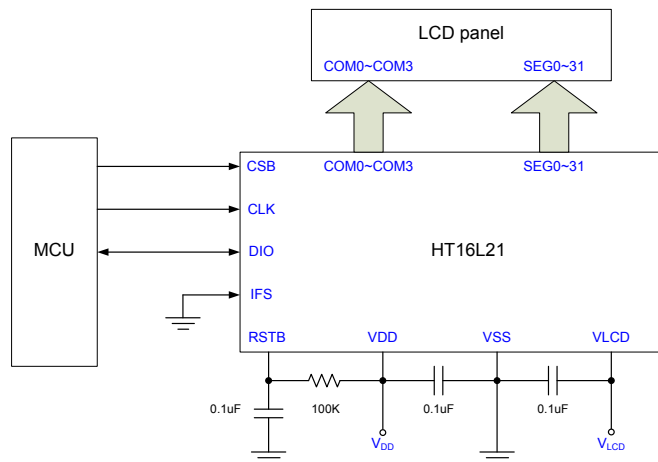 LCD panel
COM0~COM3 SEG0~31
COM0~COM3 SEG0~31
CSB
CLK
MCU DIO HT16L21
IFS
RSTB VDD VSS VLCD
0.1uF 100K 0.1uF 0.1uF
VDD VLCD